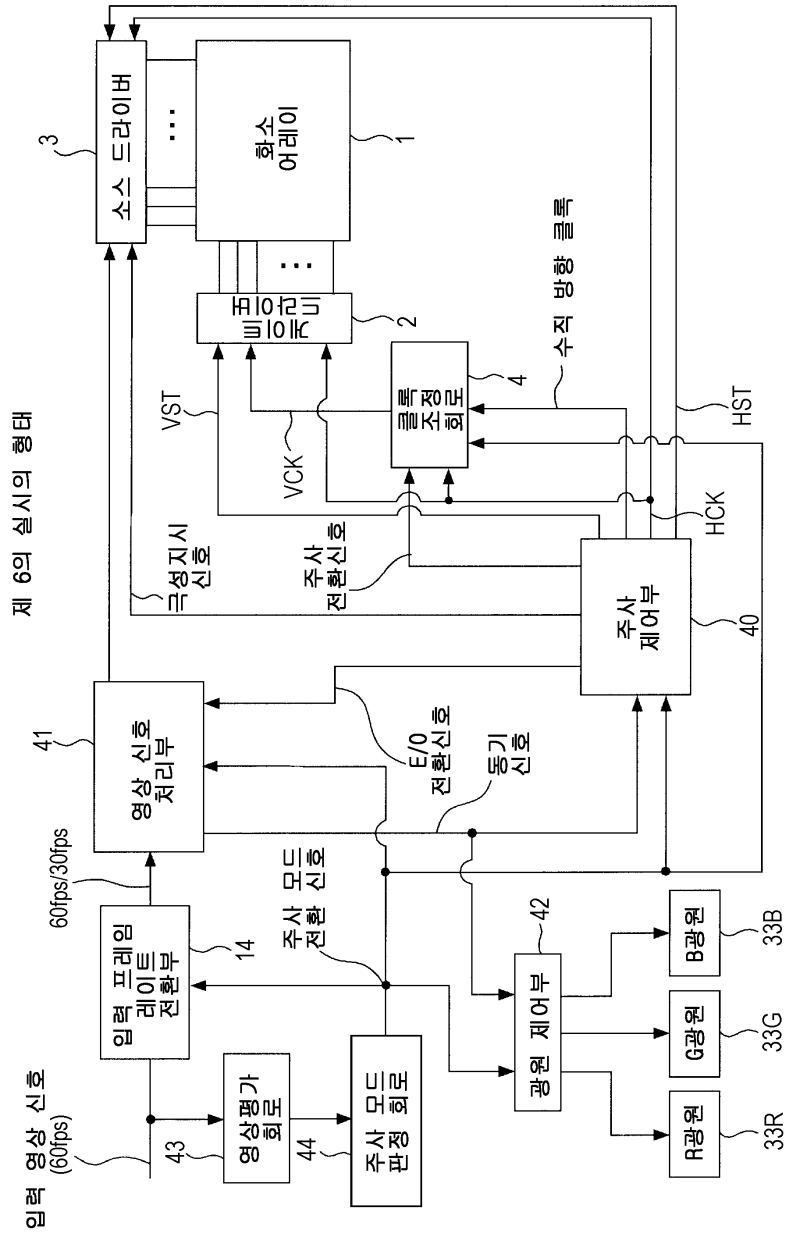 제 6의 실시의 형태
입력 영상 신호
(60fps)
입력 프레임
레이트
전환부
14
60fps/30fps
영상 신호
처리부
41
극성지시
신호
소스 드라이버
3
화소
어레이
1
게이트
드라이버
2
VST
VCK
클록
조정
회로
4
수직 방향 클록
주사
전환신호
HCK
HST
주사
제어부
40
E/O
전환신호
동기
신호
주사 모드
전환 신호
영상평가
회로
43
주사 모드
판정 회로
44
광원 제어부
42
R광원
33R
G광원
33G
B광원
33B